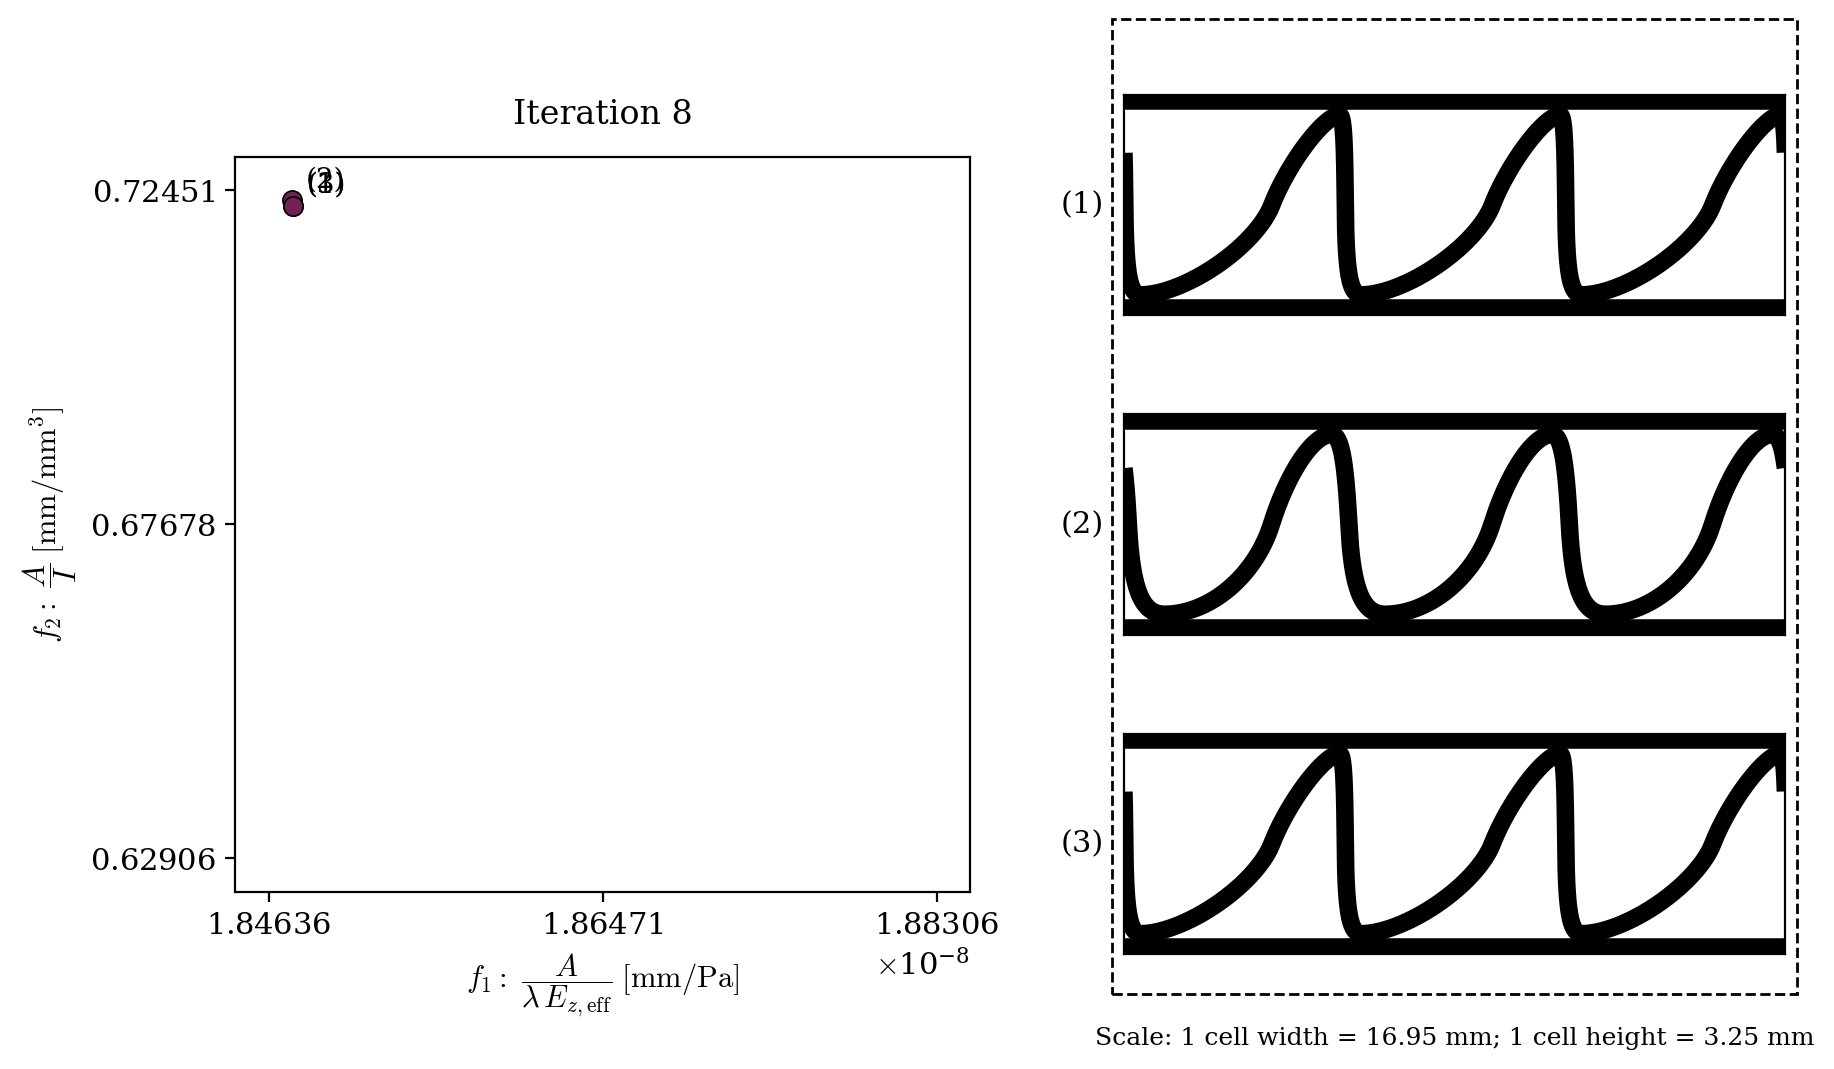 Iteration 8
0.72451
0.67678
0.62906
f₂ : A/I [mm/mm³]
1.84636 1.86471 1.88306
×10⁻⁸
f₁ : A/(λ E_z, eff) [mm/Pa]
(1)
(2)
(3)
Scale: 1 cell width = 16.95 mm; 1 cell height = 3.25 mm